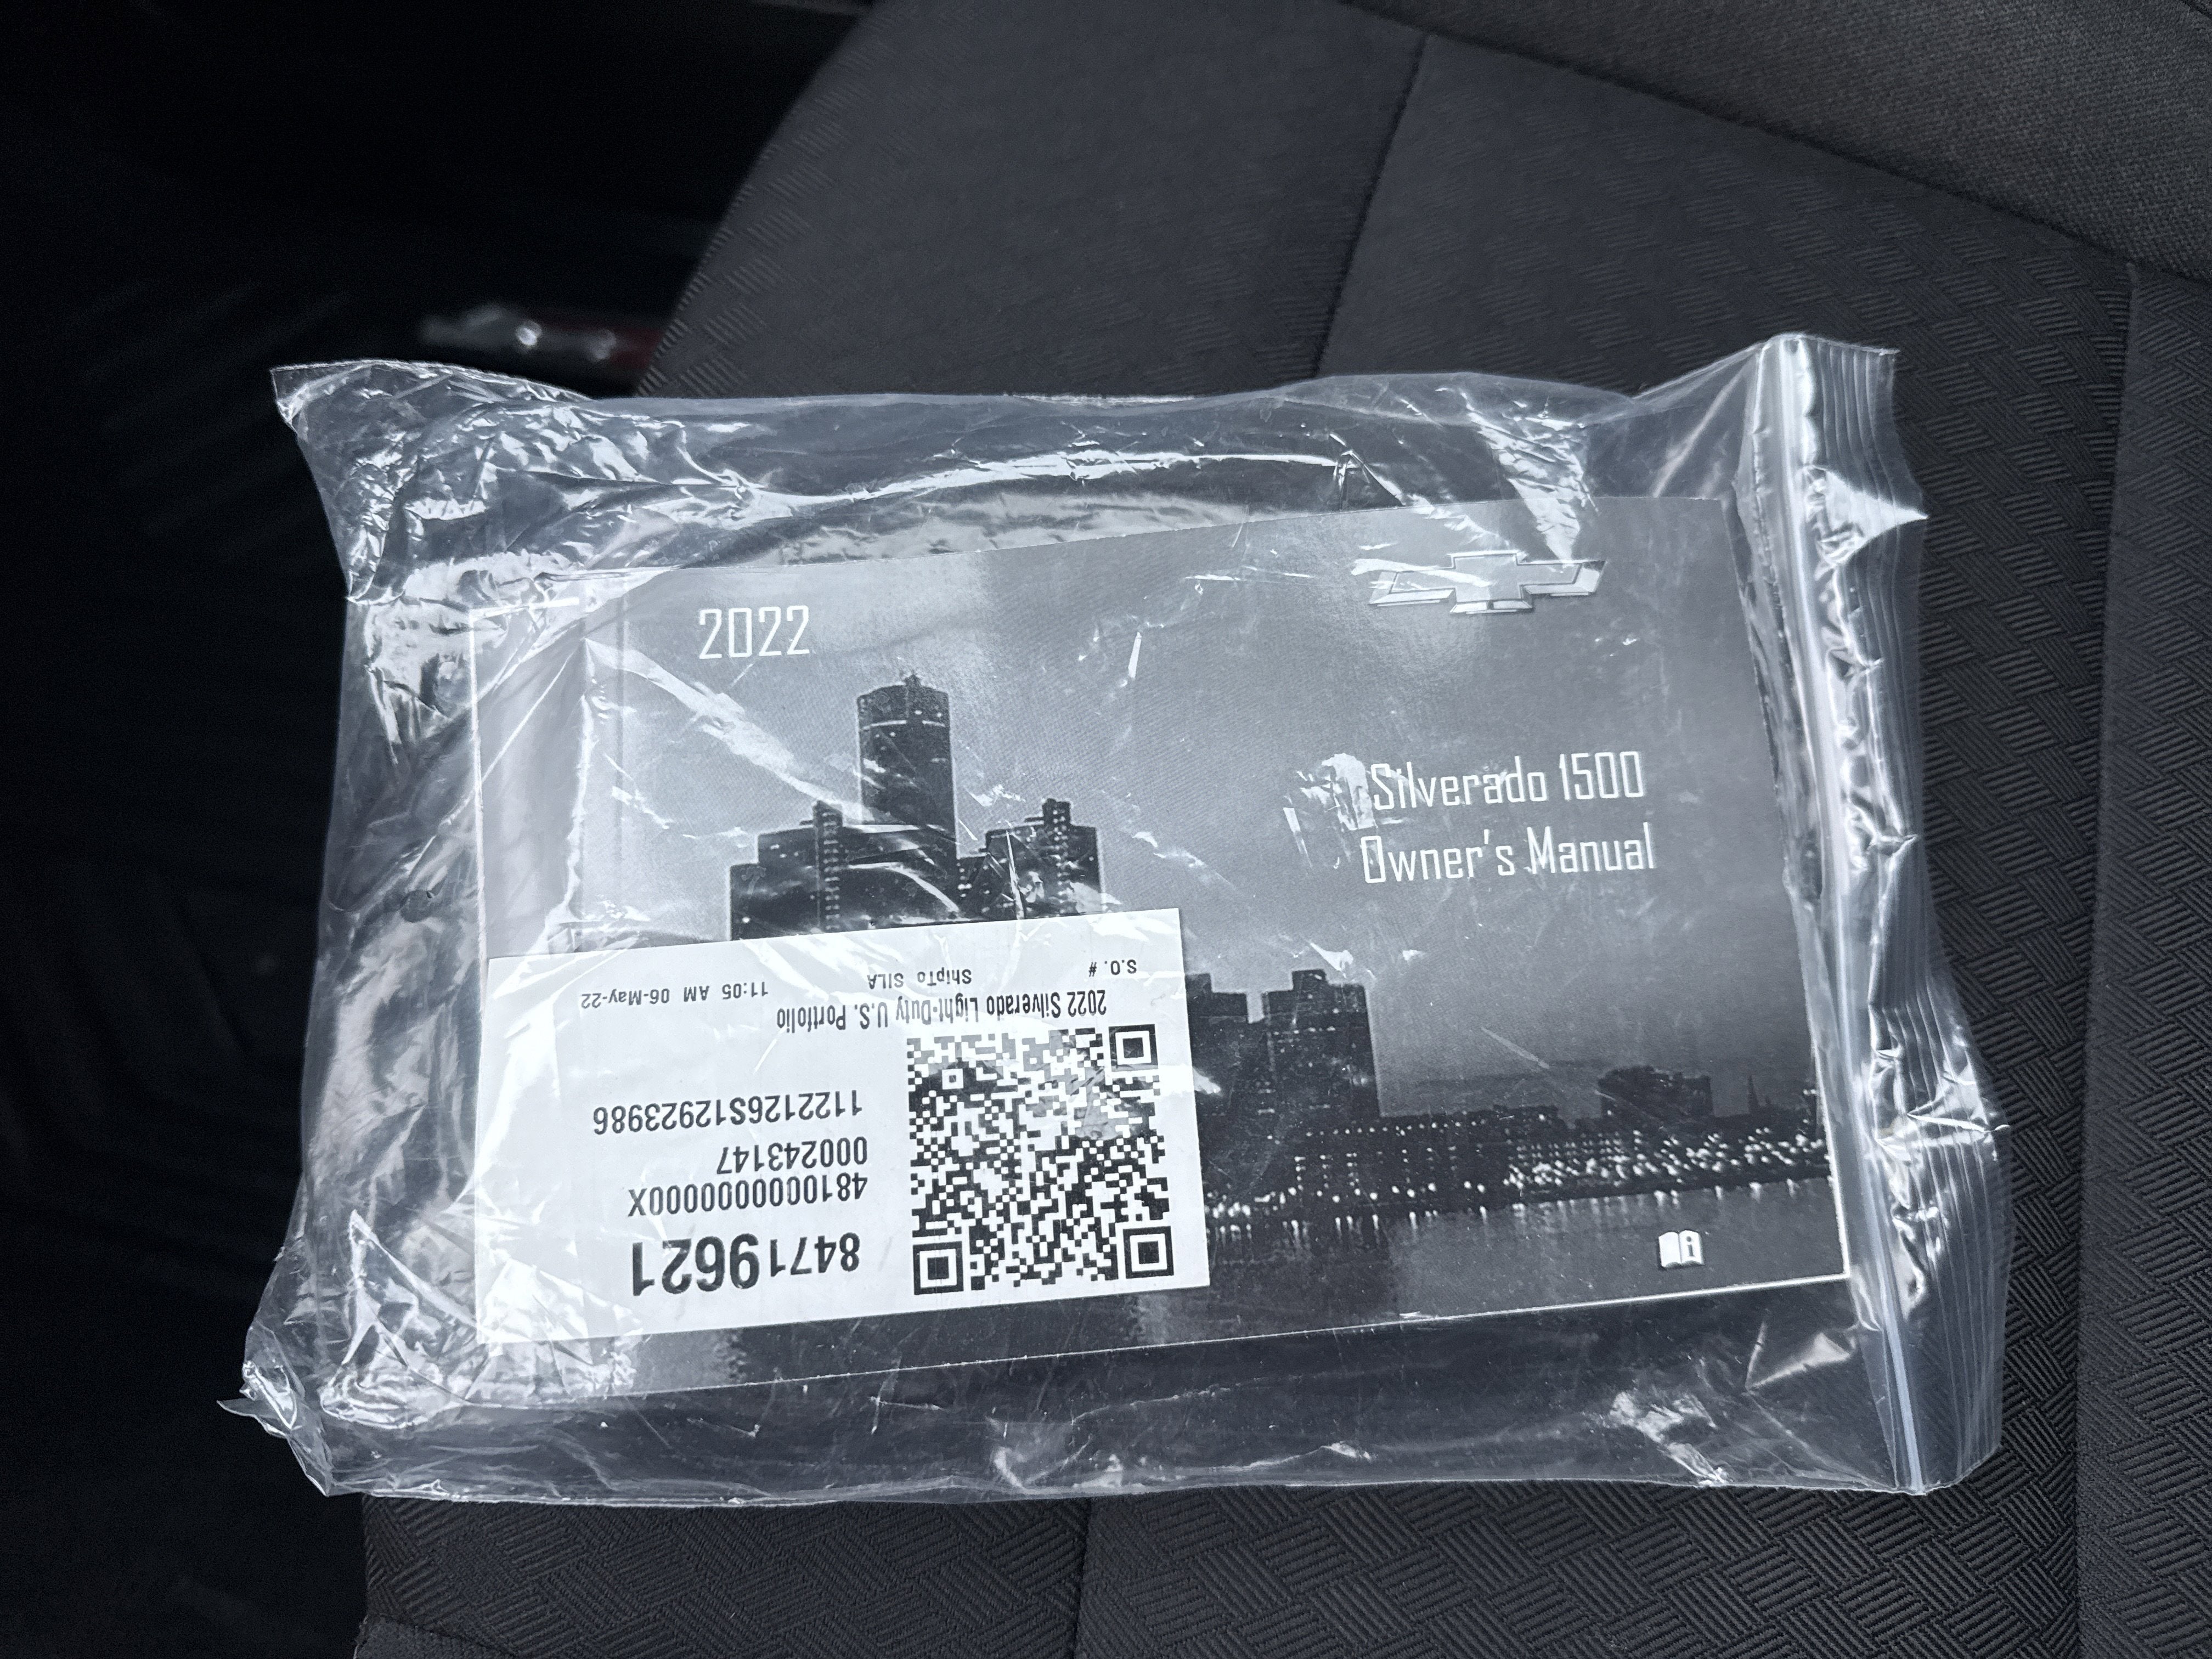 2022
Silverado 1500
Owner's Manual
84719621
4810000000000X
000243147
1122126S12923986
2022 Silverado Light-Duty U.S. Portfolio
S.O. # ShipTo SILA 11:05 AM 06-May-22